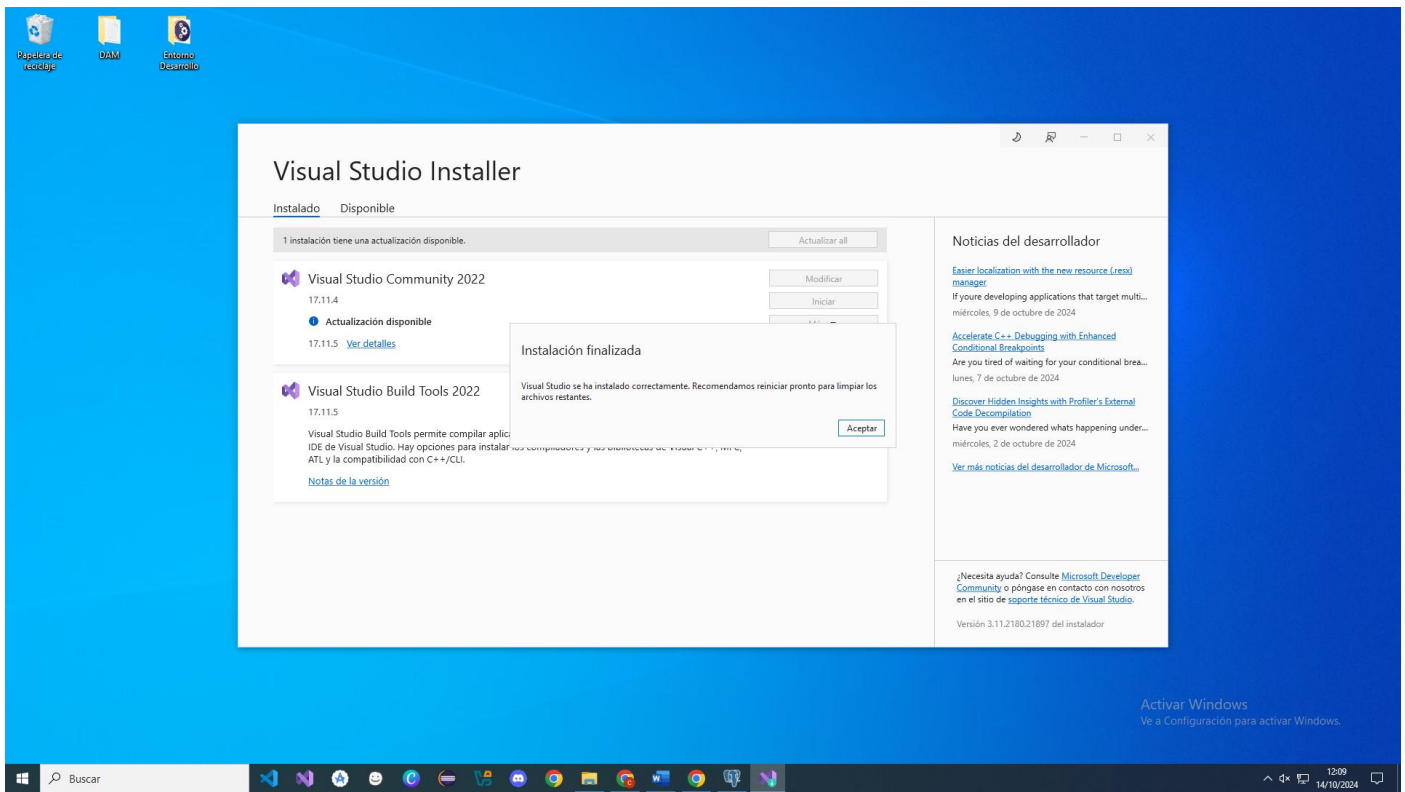 Papelera de
reciclaje
DAM
Entorno
Desarrollo
Visual Studio Installer
Instalado Disponible
1 instalación tiene una actualización disponible.
Actualizar all
Visual Studio Community 2022
Modificar
17.11.4
Iniciar
Actualización disponible
17.11.5 Ver detalles
Instalación finalizada
Visual Studio se ha instalado correctamente. Recomendamos reiniciar pronto para limpiar los
archivos restantes.
Aceptar
Visual Studio Build Tools 2022
17.11.5
Visual Studio Build Tools permite compilar
IDE de Visual Studio. Hay opciones para instalar los compiladores y las bibliotecas de Visual C++, MFC,
ATL y la compatibilidad con C++/CLI.
Notas de la versión
Noticias del desarrollador
Easier localization with the new resource (.resx)
manager
If youre developing applications that target multi...
miércoles, 9 de octubre de 2024
Accelerate C++ Debugging with Enhanced
Conditional Breakpoints
Are you tired of waiting for your conditional brea...
lunes, 7 de octubre de 2024
Discover Hidden Insights with Profiler's External
Code Decompilation
Have you ever wondered whats happening under...
miércoles, 2 de octubre de 2024
Ver más noticias del desarrollador de Microsoft...
¿Necesita ayuda? Consulte Microsoft Developer
Community o póngase en contacto con nosotros
en el sitio de soporte técnico de Visual Studio.
Versión 3.11.2180.21897 del instalador
Activar Windows
Ve a Configuración para activar Windows.
Buscar
12:09
14/10/2024